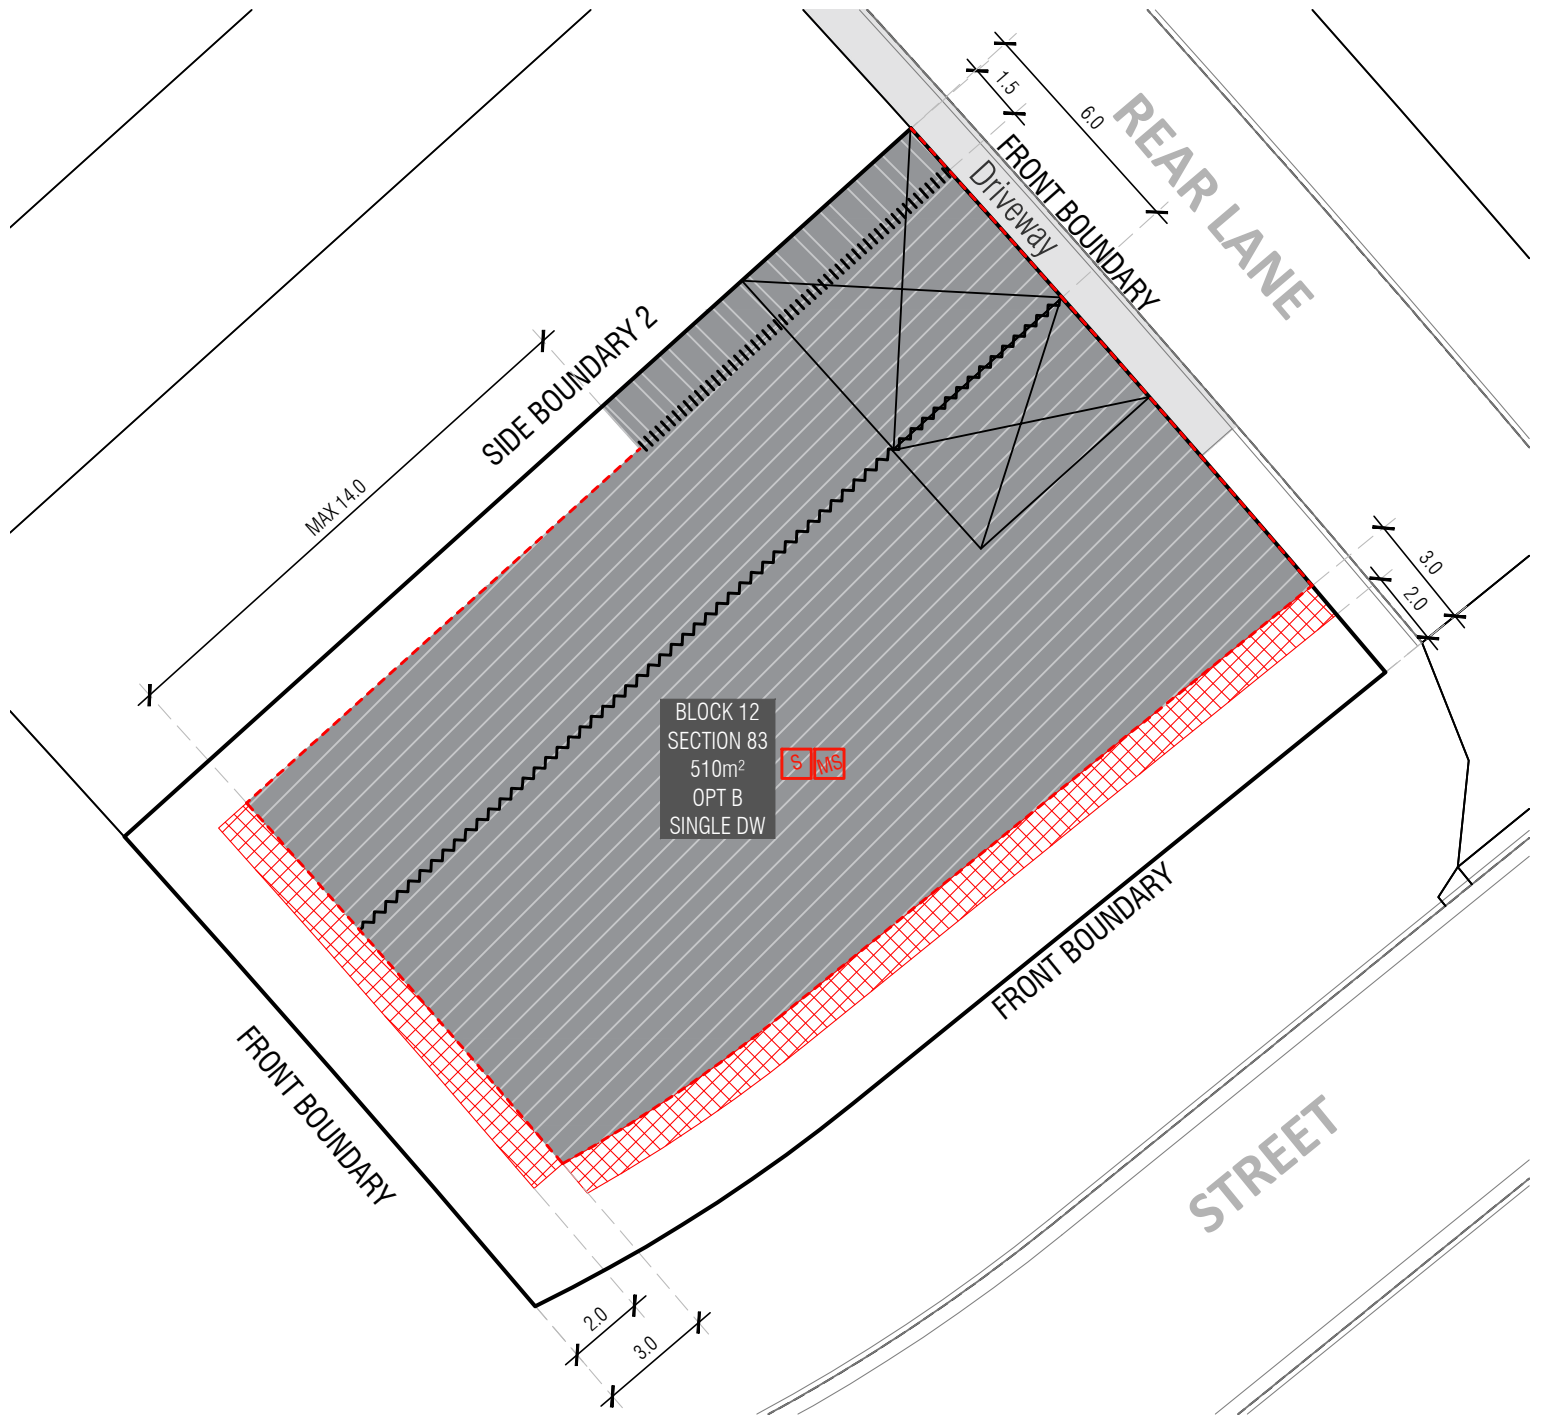 1.5
6.0
REAR LANE
FRONT BOUNDARY
Driveway
SIDE BOUNDARY 2
MAX 14.0
3.0
2.0
BLOCK 12
SECTION 83
510m²
OPT B
SINGLE DW
S
MS
FRONT BOUNDARY
FRONT BOUNDARY
STREET
2.0
3.0